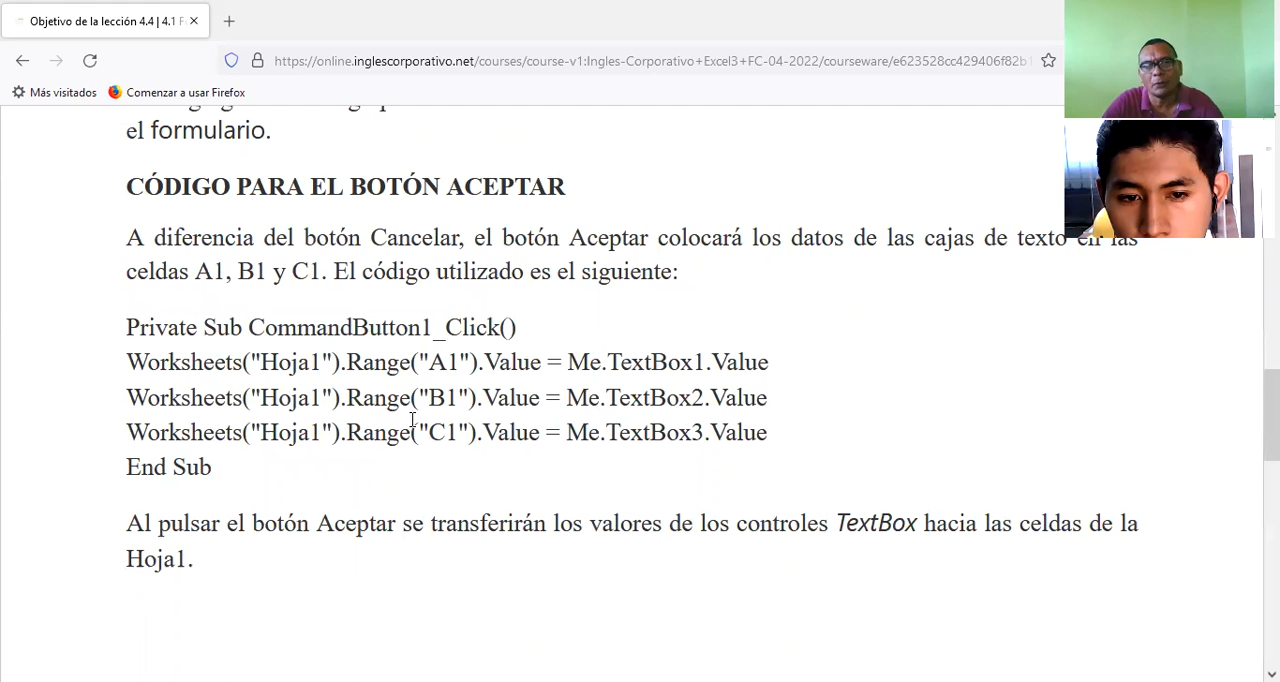 Objetivo de la lección 4.4 | 4.1 F
https://online.inglescorporativo.net/courses/course-v1:Ingles-Corporativo+Excel3+FC-04-2022/courseware/e623528cc429406f82b1
Más visitados
Comenzar a usar Firefox
el formulario.
CÓDIGO PARA EL BOTÓN ACEPTAR
A diferencia del botón Cancelar, el botón Aceptar colocará los datos de las cajas de texto en las
celdas A1, B1 y C1. El código utilizado es el siguiente:
Private Sub CommandButton1_Click()
Worksheets("Hoja1").Range("A1").Value = Me.TextBox1.Value
Worksheets("Hoja1").Range("B1").Value = Me.TextBox2.Value
Worksheets("Hoja1").Range("C1").Value = Me.TextBox3.Value
End Sub
Al pulsar el botón Aceptar se transferirán los valores de los controles TextBox hacia las celdas de la
Hoja1.